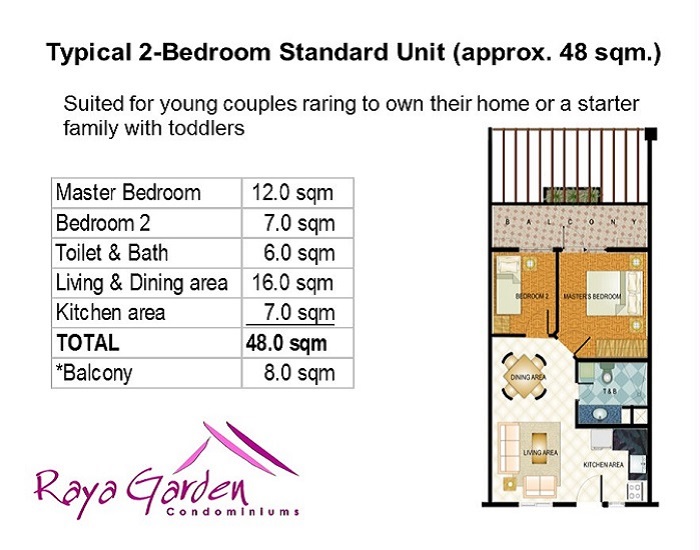 Typical 2-Bedroom Standard Unit (approx. 48 sqm.)
Suited for young couples raring to own their home or a starter
family with toddlers
Master Bedroom 12.0 sqm
Bedroom 2 7.0 sqm
Toilet & Bath 6.0 sqm
Living & Dining area 16.0 sqm
Kitchen area 7.0 sqm
TOTAL 48.0 sqm
*Balcony 8.0 sqm
BALCONY
BEDROOM 2 MASTER'S BEDROOM
DINING AREA
T & B
LIVING AREA
KITCHEN AREA
Raya Garden
Condominiums